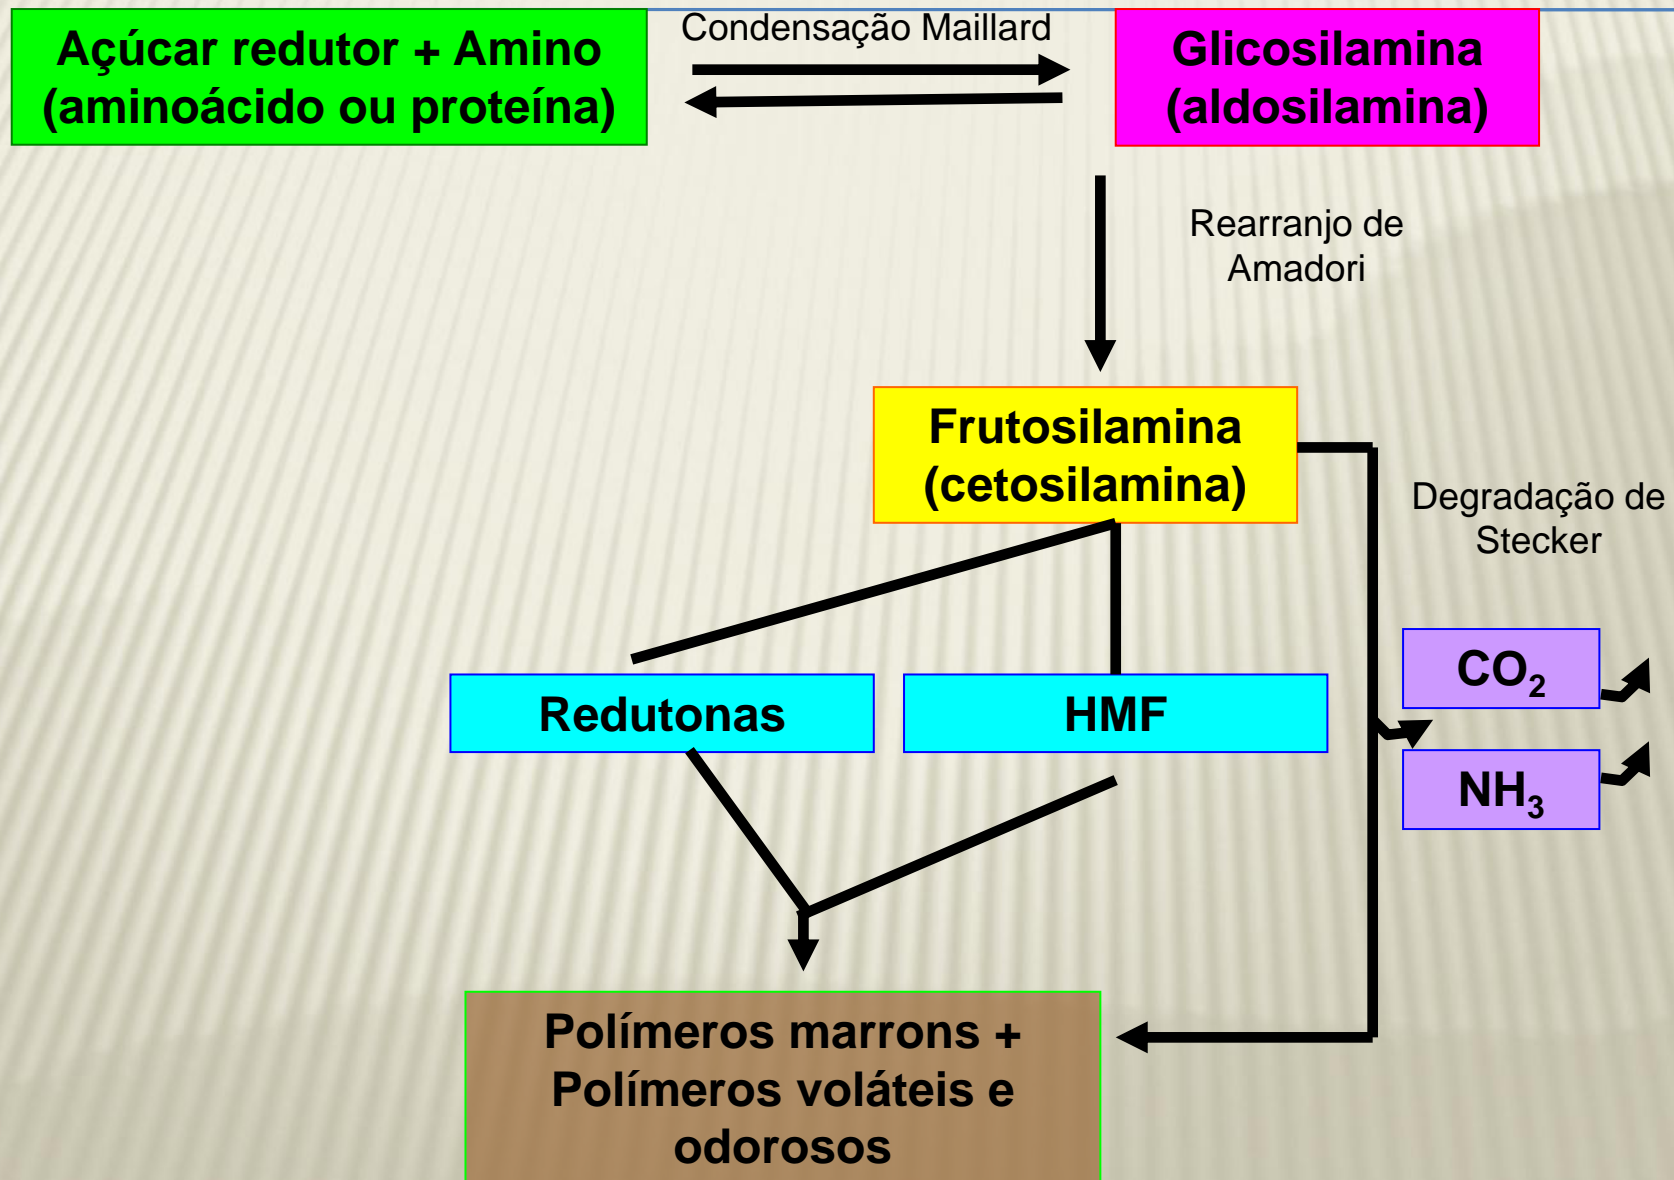 Açúcar redutor + Amino
(aminoácido ou proteína)
Condensação Maillard
Glicosilamina
(aldosilamina)
Rearranjo de
Amadori
Frutosilamina
(cetosilamina)
Degradação de
Stecker
Redutonas
HMF
CO₂
NH₃
Polímeros marrons +
Polímeros voláteis e
odorosos